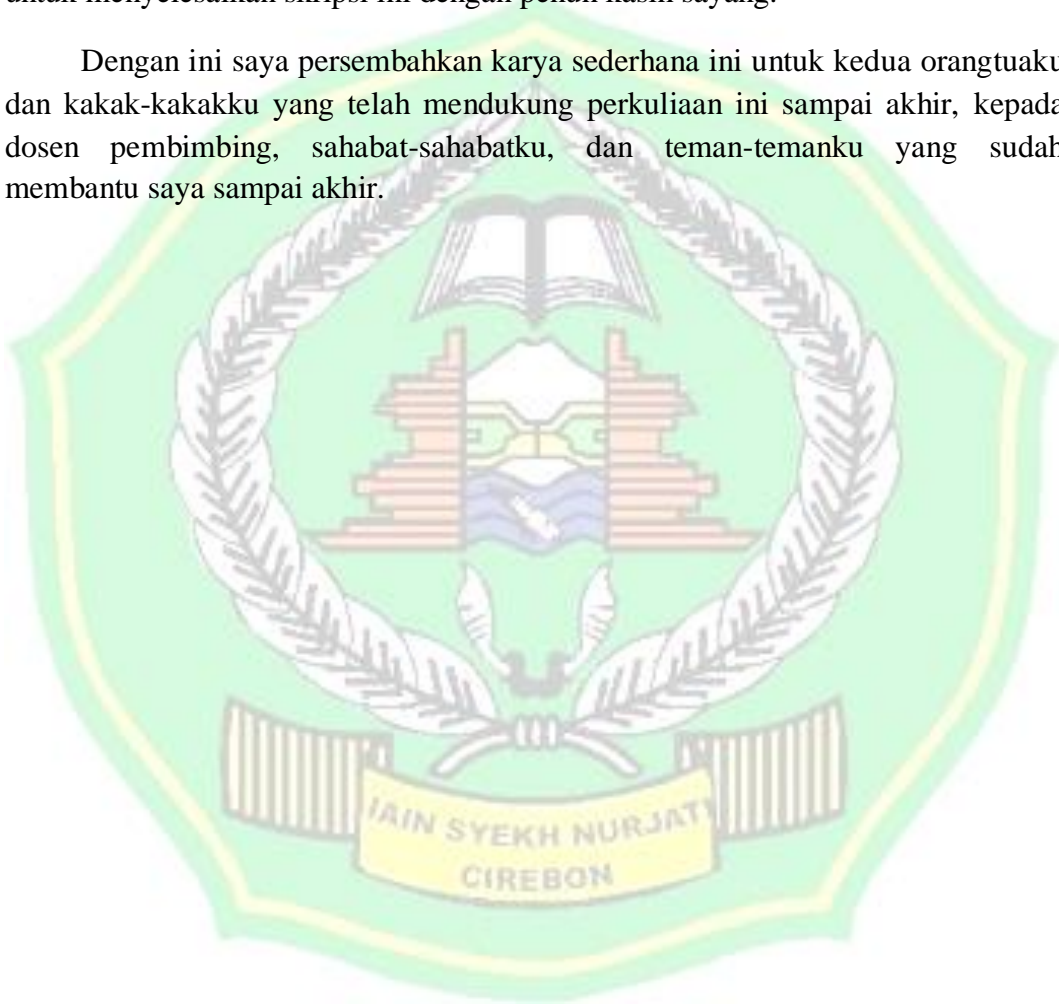 untuk menyelesaikan skripsi ini dengan penuh kasih sayang.
Dengan ini saya persembahkan karya sederhana ini untuk kedua orangtuaku
dan kakak-kakakku yang telah mendukung perkuliaan ini sampai akhir, kepada
dosen pembimbing, sahabat-sahabatku, dan teman-temanku yang sudah
membantu saya sampai akhir.
IAIN SYEKH NURJATI
CIREBON